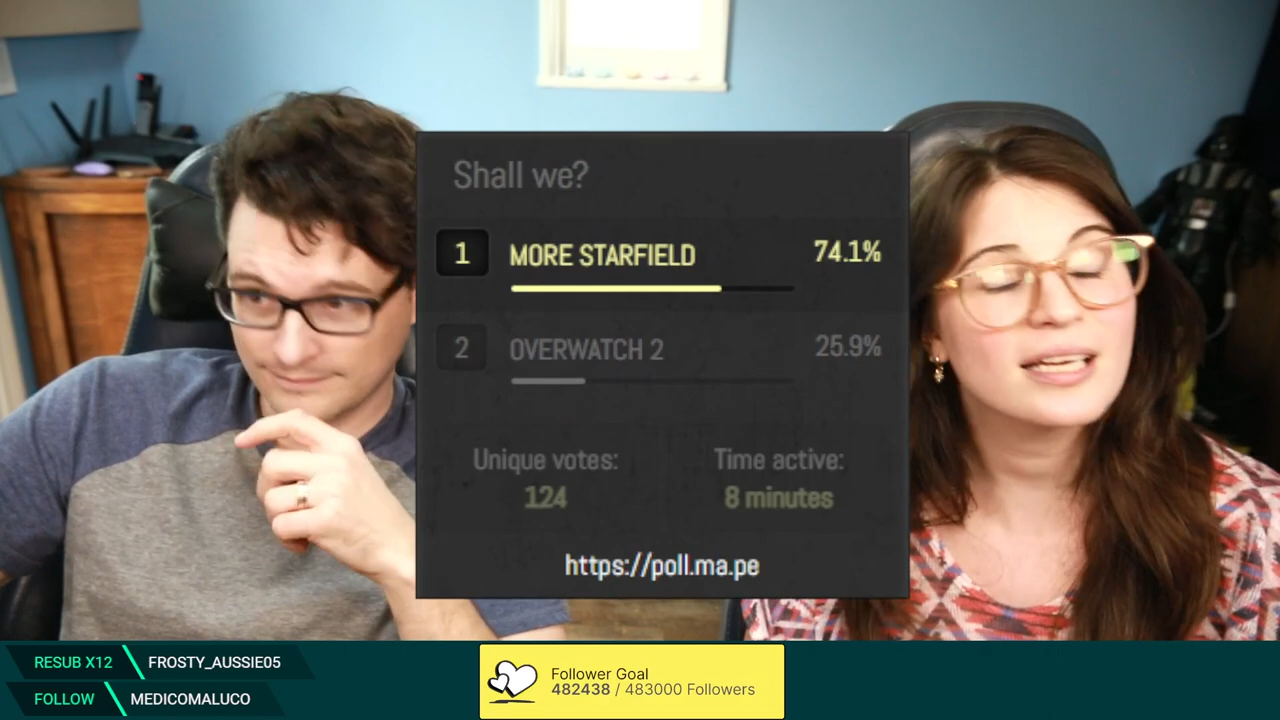 Shall we?
1 MORE STARFIELD 74.1%
2 OVERWATCH 2 25.9%
Unique votes: Time active:
124 8 minutes
https://poll.ma.pe
RESUB X12 FROSTY_AUSSIE05
FOLLOW MEDICOMALUCO
Follower Goal
482438 / 483000 Followers